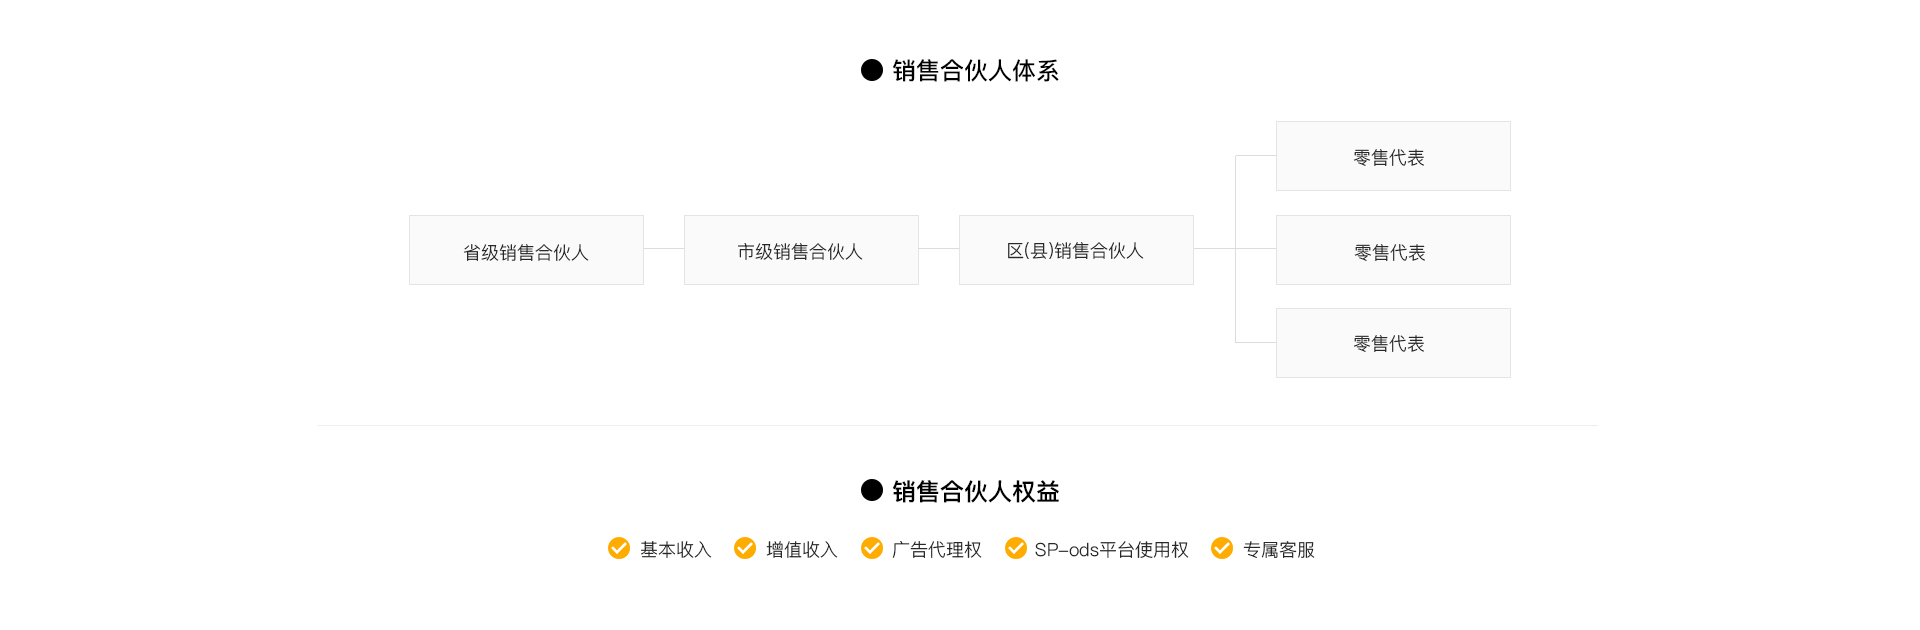 销售合伙人体系
零售代表
省级销售合伙人
市级销售合伙人
区(县)销售合伙人
零售代表
零售代表
销售合伙人权益
基本收入
增值收入
广告代理权
SP-ods平台使用权
专属客服